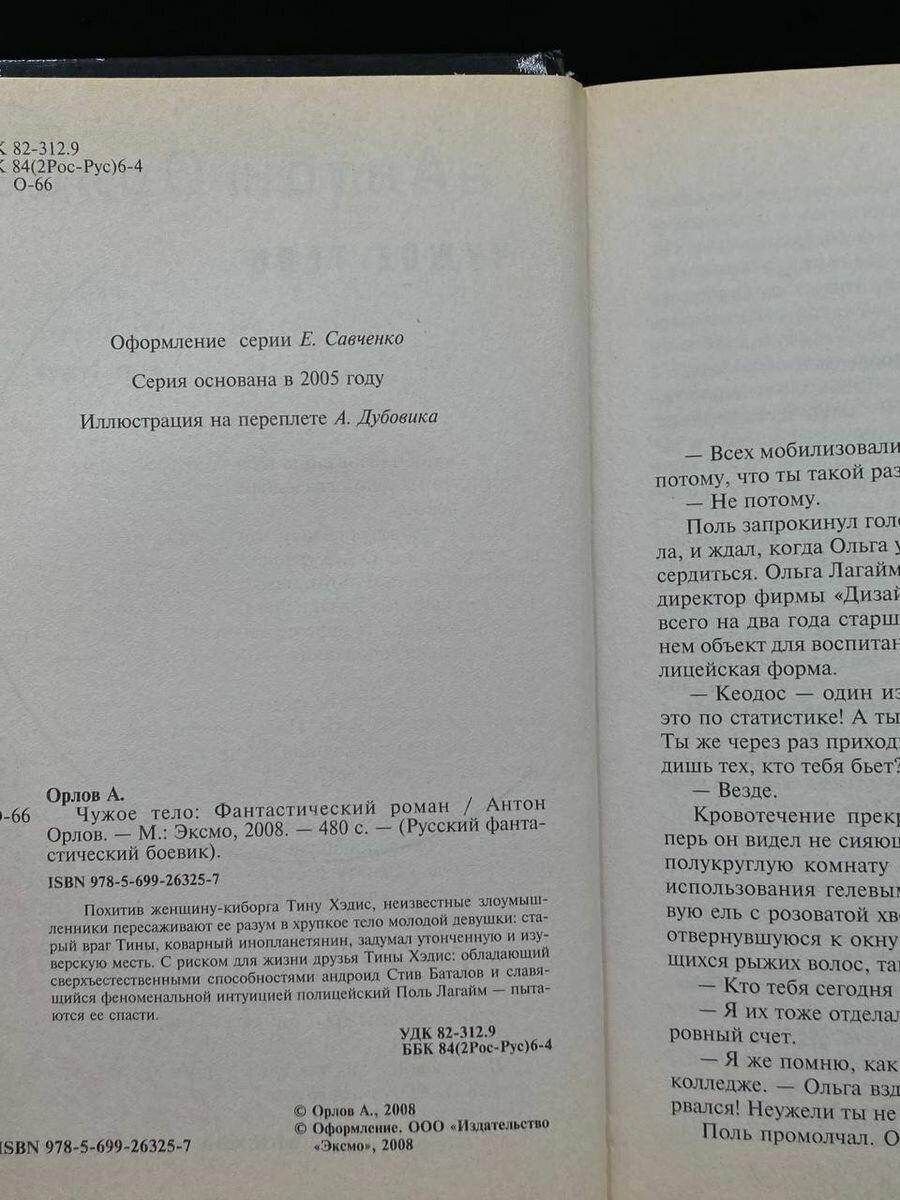 К 82-312.9
К 84(2Рос-Рус)6-4
О-66
Оформление серии Е. Савченко
Серия основана в 2005 году
Иллюстрация на переплете А. Дубовика
Орлов А.
О-66 Чужое тело: Фантастический роман / Антон
Орлов. — М.: Эксмо, 2008. — 480 с. — (Русский фанта-
стический боевик).
ISBN 978-5-699-26325-7
Похитив женщину-киборга Тину Хэдис, неизвестные злоумыш-
ленники пересаживают ее разум в хрупкое тело молодой девушки: ста-
рый враг Тины, коварный инопланетянин, задумал утонченную и изу-
верскую месть. С риском для жизни друзья Тины Хэдис: обладающий
сверхъестественными способностями андроид Стив Баталов и славя-
щийся феноменальной интуицией полицейский Поль Лагайм — пыта-
ются ее спасти.
УДК 82-312.9
ББК 84(2Рос-Рус)6-4
© Орлов А., 2008
© Оформление. ООО «Издательство
«Эксмо», 2008
ISBN 978-5-699-26325-7
— Всех мобилизовали
потому, что ты такой раз
— Не потому.
Поль запрокинул голо
ла, и ждал, когда Ольга у
сердиться. Ольга Лагайм
директор фирмы «Дизай
всего на два года старш
нем объект для воспитан
лицейская форма.
— Кеодос — один из
это по статистике! А ты
Ты же через раз приход
дишь тех, кто тебя бьет?
— Везде.
Кровотечение прекр
перь он видел не сияющ
полукруглую комнату
использования гелевым
вую ель с розоватой хв
отвернувшуюся к окну
щихся рыжих волос, так
— Кто тебя сегодня
— Я их тоже отделал
ровный счет.
— Я же помню, как
колледже. — Ольга взд
рвался! Неужели ты не
Поль промолчал. О